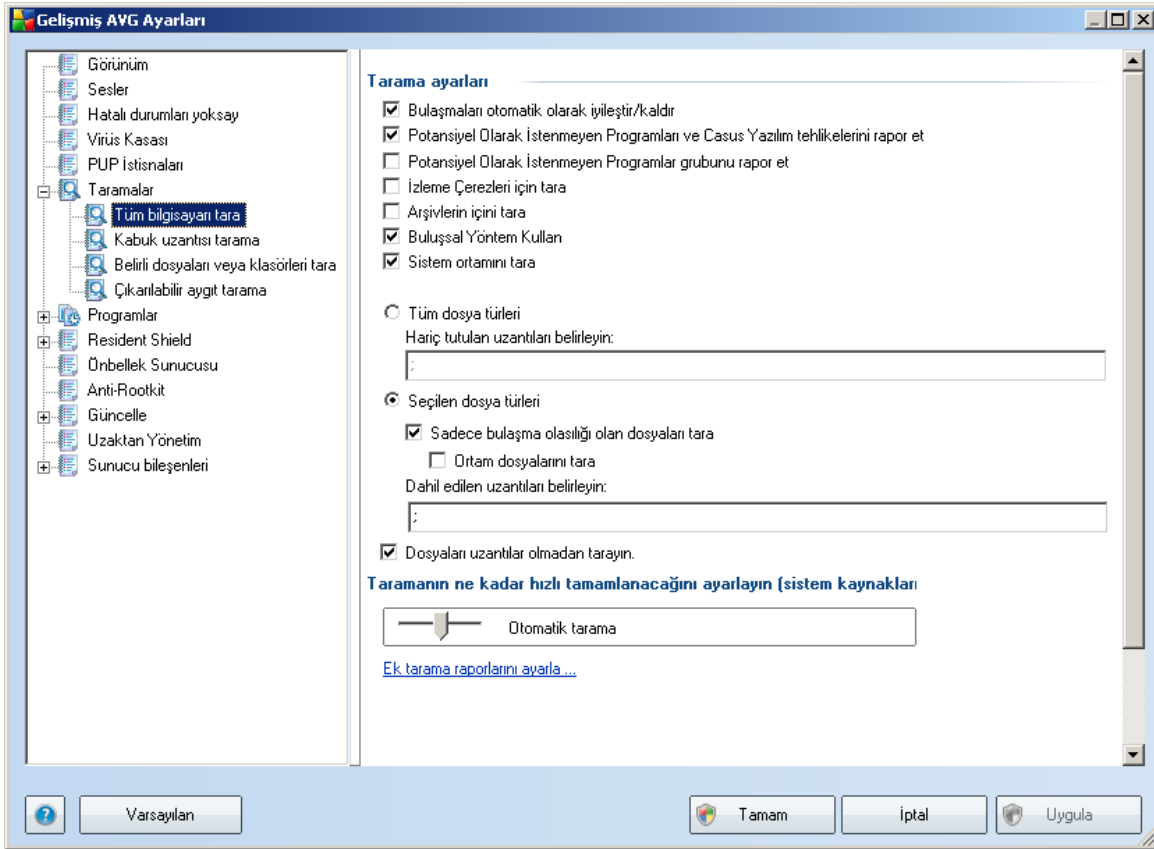 Gelişmiş AVG Ayarları
Görünüm
Sesler
Hatalı durumları yoksay
Virüs Kasası
PUP İstisnaları
Taramalar
Tüm bilgisayarı tara
Kabuk uzantısı tarama
Belirli dosyaları veya klasörleri tara
Çıkarılabilir aygıt tarama
Programlar
Resident Shield
Önbellek Sunucusu
Anti-Rootkit
Güncelle
Uzaktan Yönetim
Sunucu bileşenleri
Tarama ayarları
Bulaşmaları otomatik olarak iyileştir/kaldır
Potansiyel Olarak İstenmeyen Programları ve Casus Yazılım tehlikelerini rapor et
Potansiyel Olarak İstenmeyen Programlar grubunu rapor et
İzleme Çerezleri için tara
Arşivlerin içini tara
Buluşsal Yöntem Kullan
Sistem ortamını tara
Tüm dosya türleri
Hariç tutulan uzantıları belirleyin:
;
Seçilen dosya türleri
Sadece bulaşma olasılığı olan dosyaları tara
Ortam dosyalarını tara
Dahil edilen uzantıları belirleyin:
;
Dosyaları uzantılar olmadan tarayın.
Taramanın ne kadar hızlı tamamlanacağını ayarlayın (sistem kaynakları
Otomatik tarama
Ek tarama raporlarını ayarla ...
Varsayılan
Tamam
İptal
Uygula